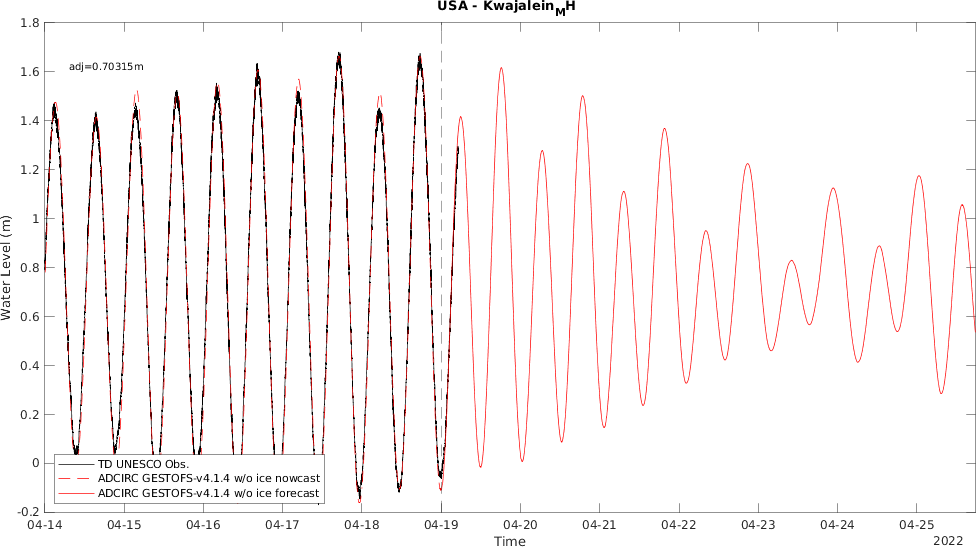 USA - Kwajalein_MH
adj=0.70315m
Water Level (m)
1.8
1.6
1.4
1.2
1
0.8
0.6
0.4
0.2
0
-0.2
TD UNESCO Obs.
ADCIRC GESTOFS-v4.1.4 w/o ice nowcast
ADCIRC GESTOFS-v4.1.4 w/o ice forecast
04-14 04-15 04-16 04-17 04-18 04-19 04-20 04-21 04-22 04-23 04-24 04-25
Time
2022